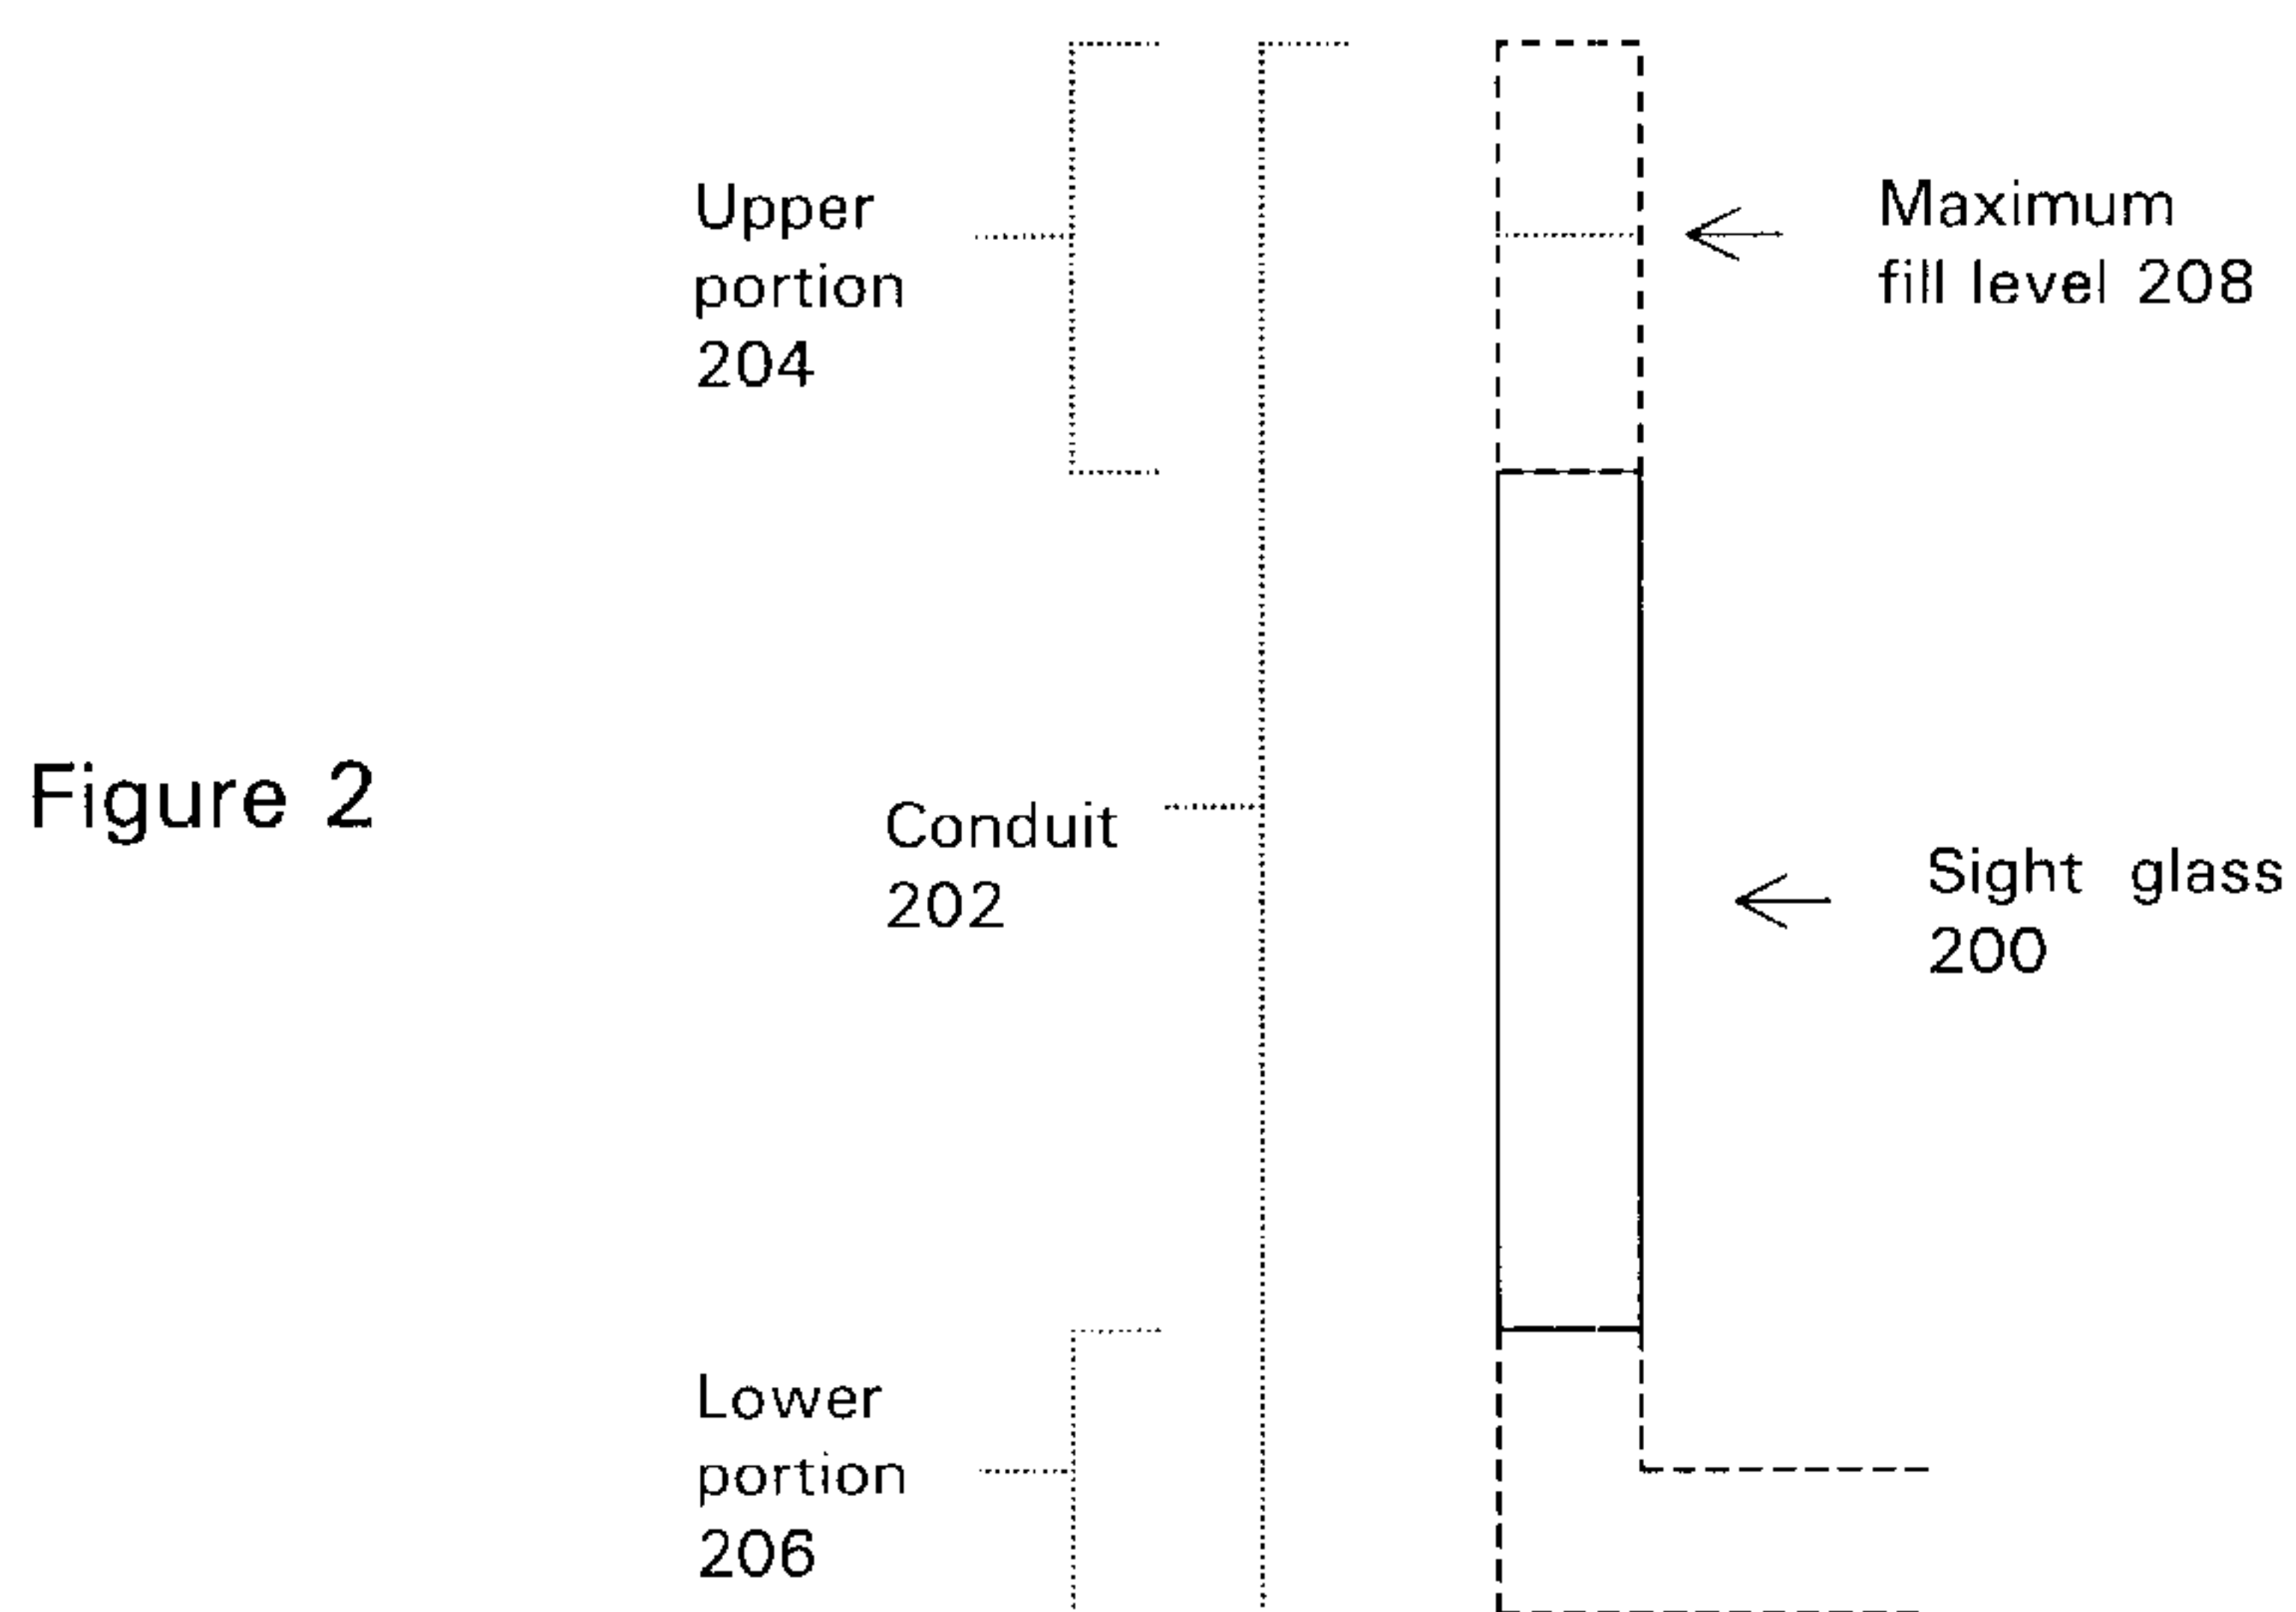 Upper
portion
204
Maximum
fill level 208
Figure 2
Conduit
202
Sight glass
200
Lower
portion
206